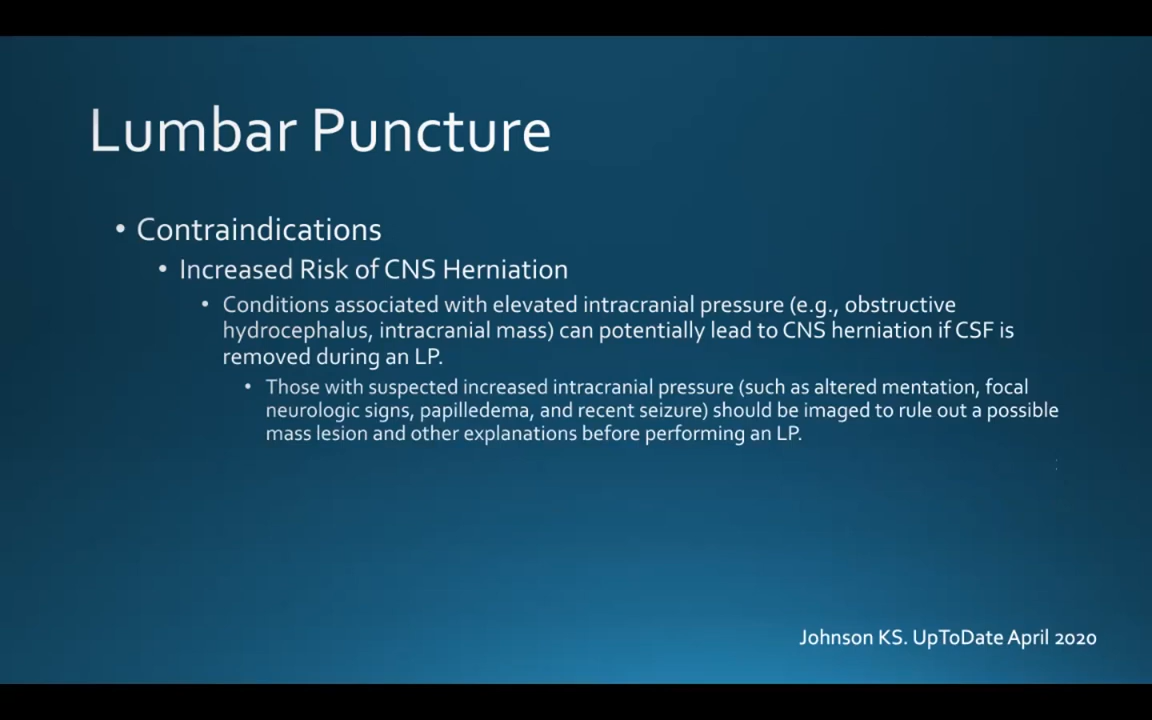 Lumbar Puncture
• Contraindications
• Increased Risk of CNS Herniation
• Conditions associated with elevated intracranial pressure (e.g., obstructive
hydrocephalus, intracranial mass) can potentially lead to CNS herniation if CSF is
removed during an LP.
• Those with suspected increased intracranial pressure (such as altered mentation, focal
neurologic signs, papilledema, and recent seizure) should be imaged to rule out a possible
mass lesion and other explanations before performing an LP.
Johnson KS. UpToDate April 2020